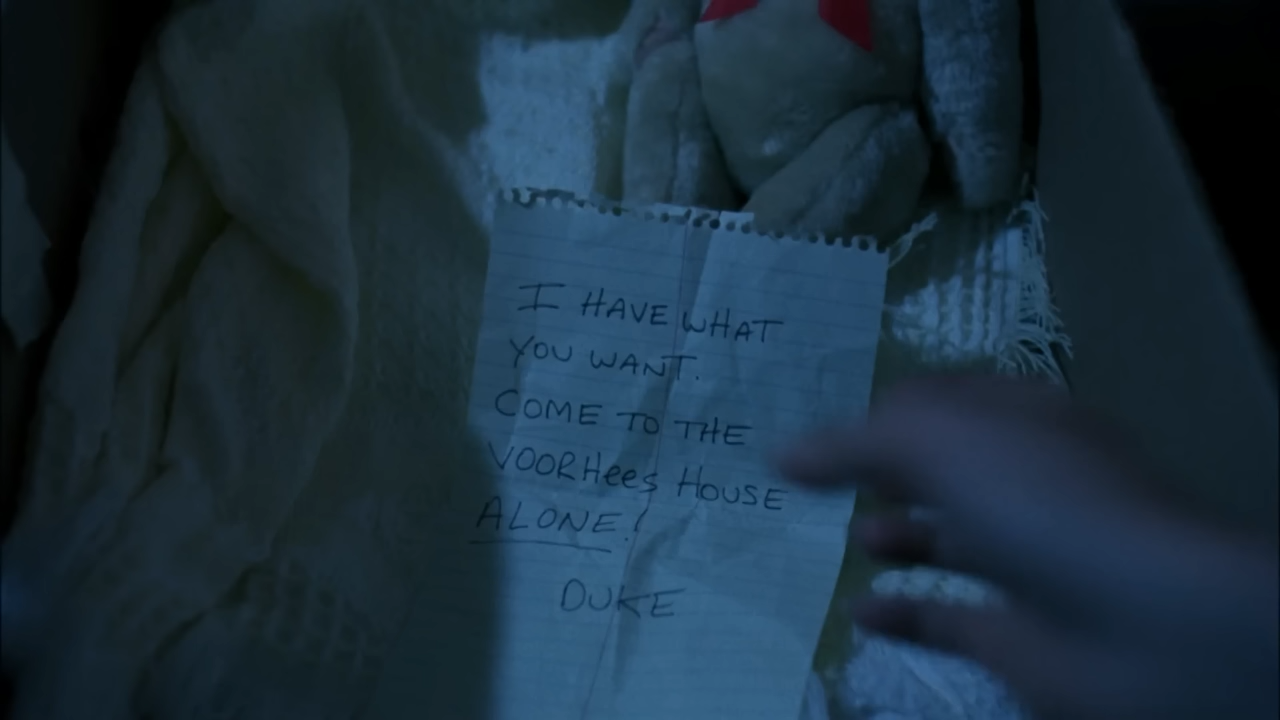 I HAVE WHAT
YOU WANT.
COME TO THE
VOORHees HOUSE
ALONE!
DUKE